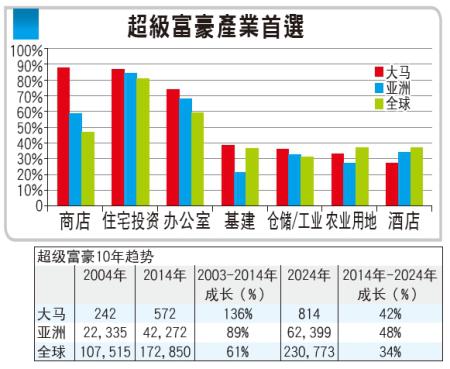 超級富豪產業首選
100%
90%
80%
70%
60%
50%
40%
30%
20%
10%
0
大马
亚洲
全球
商店 住宅投资 办公室 基建 仓储/工业 农业用地 酒店
超级富豪10年趋势
2004年 2014年 2003-2014年 2024年 2014年-2024年
成长（%） 成长（%）
大马 242 572 136% 814 42%
亚洲 22,335 42,272 89% 62,399 48%
全球 107,515 172,850 61% 230,773 34%